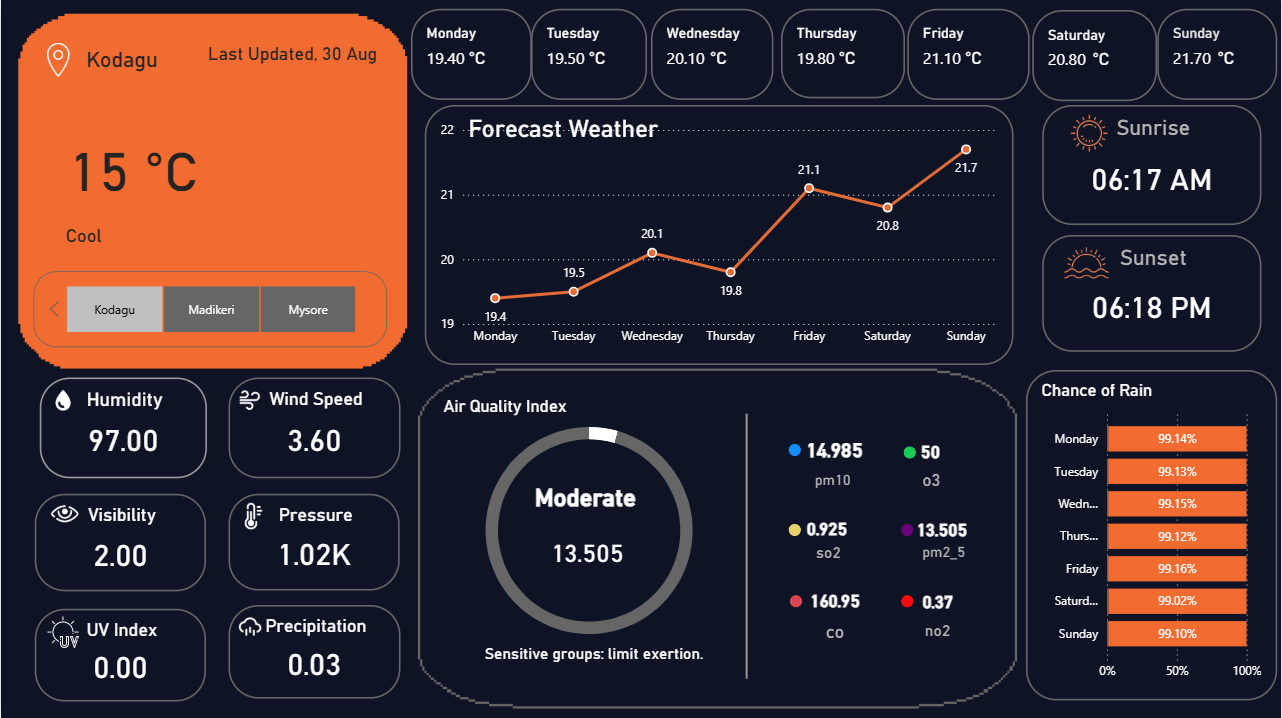 Kodagu
Last Updated, 30 Aug
15 °C
Cool
Kodagu
Madikeri
Mysore
Monday
19.40 °C
Tuesday
19.50 °C
Wednesday
20.10 °C
Thursday
19.80 °C
Friday
21.10 °C
Saturday
20.80 °C
Sunday
21.70 °C
Forecast Weather
22
21
20
19
19.4
19.5
20.1
19.8
21.1
20.8
21.7
Monday
Tuesday
Wednesday
Thursday
Friday
Saturday
Sunday
Sunrise
06:17 AM
Sunset
06:18 PM
Humidity
97.00
Wind Speed
3.60
Visibility
2.00
Pressure
1.02K
UV
UV Index
0.00
Precipitation
0.03
Air Quality Index
Moderate
13.505
Sensitive groups: limit exertion.
14.985
pm10
50
o3
0.925
so2
13.505
pm2_5
160.95
co
0.37
no2
Chance of Rain
Monday 99.14%
Tuesday 99.13%
Wedn... 99.15%
Thurs... 99.12%
Friday 99.16%
Saturd... 99.02%
Sunday 99.10%
0% 50% 100%